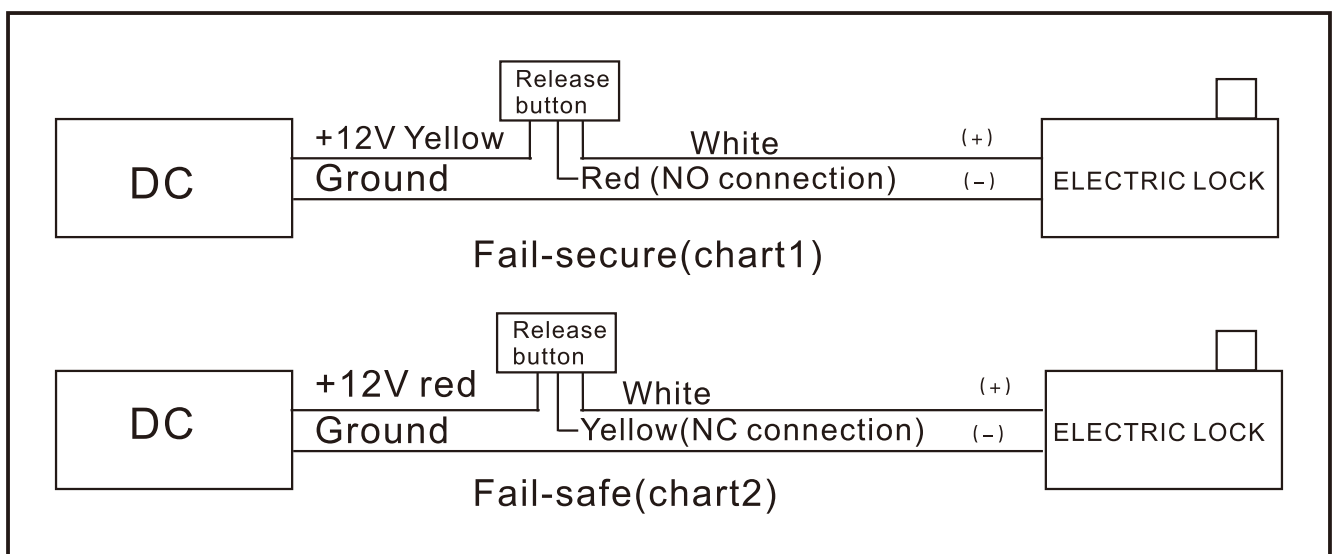 Release
button
+12V Yellow
White
(+)
DC
Ground
Red (NO connection)
(-)
ELECTRIC LOCK
Fail-secure(chart1)
Release
button
+12V red
White
(+)
DC
Ground
Yellow(NC connection)
(-)
ELECTRIC LOCK
Fail-safe(chart2)